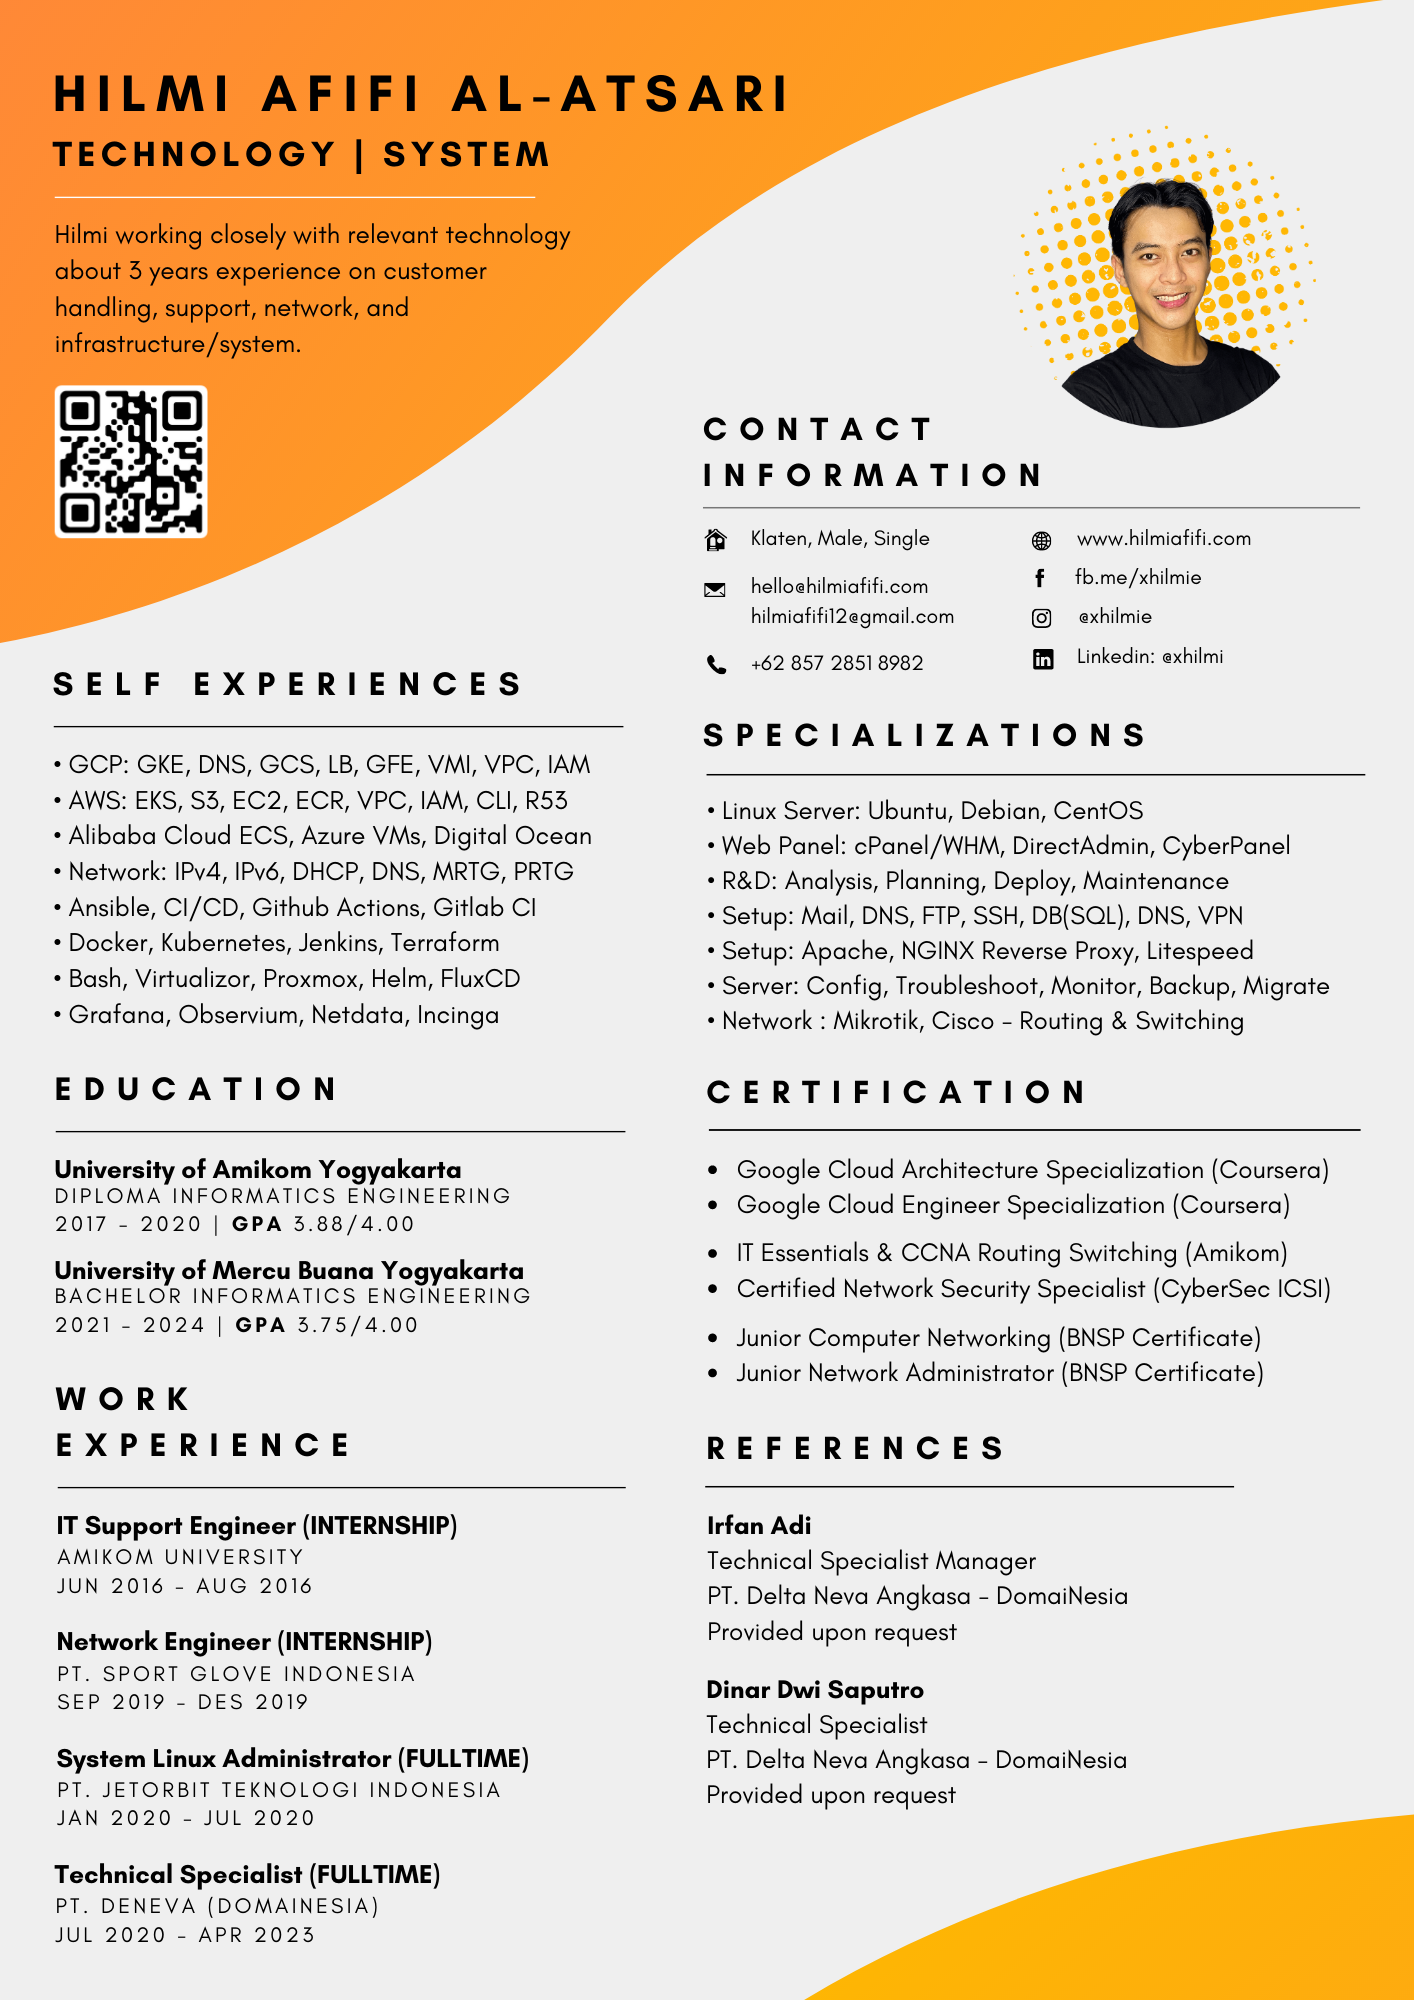 HILMI AFIFI AL-ATSARI
TECHNOLOGY | SYSTEM
Hilmi working closely with relevant technology
about 3 years experience on customer
handling, support, network, and
infrastructure/system.
CONTACT
INFORMATION
Klaten, Male, Single
hello@hilmiafifi.com
hilmiafifi12@gmail.com
+62 857 2851 8982
www.hilmiafifi.com
fb.me/xhilmie
@xhilmie
Linkedin: @xhilmi
SELF EXPERIENCES
• GCP: GKE, DNS, GCS, LB, GFE, VMI, VPC, IAM
• AWS: EKS, S3, EC2, ECR, VPC, IAM, CLI, R53
• Alibaba Cloud ECS, Azure VMs, Digital Ocean
• Network: IPv4, IPv6, DHCP, DNS, MRTG, PRTG
• Ansible, CI/CD, Github Actions, Gitlab CI
• Docker, Kubernetes, Jenkins, Terraform
• Bash, Virtualizor, Proxmox, Helm, FluxCD
• Grafana, Observium, Netdata, Incinga
EDUCATION
University of Amikom Yogyakarta
DIPLOMA INFORMATICS ENGINEERING
2017 - 2020 | GPA 3.88/4.00
University of Mercu Buana Yogyakarta
BACHELOR INFORMATICS ENGINEERING
2021 - 2024 | GPA 3.75/4.00
WORK
EXPERIENCE
IT Support Engineer (INTERNSHIP)
AMIKOM UNIVERSITY
JUN 2016 - AUG 2016
Network Engineer (INTERNSHIP)
PT. SPORT GLOVE INDONESIA
SEP 2019 - DES 2019
System Linux Administrator (FULLTIME)
PT. JETORBIT TEKNOLOGI INDONESIA
JAN 2020 - JUL 2020
Technical Specialist (FULLTIME)
PT. DENEVA (DOMAINESIA)
JUL 2020 - APR 2023
SPECIALIZATIONS
• Linux Server: Ubuntu, Debian, CentOS
• Web Panel: cPanel/WHM, DirectAdmin, CyberPanel
• R&D: Analysis, Planning, Deploy, Maintenance
• Setup: Mail, DNS, FTP, SSH, DB(SQL), DNS, VPN
• Setup: Apache, NGINX Reverse Proxy, Litespeed
• Server: Config, Troubleshoot, Monitor, Backup, Migrate
• Network : Mikrotik, Cisco - Routing & Switching
CERTIFICATION
• Google Cloud Architecture Specialization (Coursera)
• Google Cloud Engineer Specialization (Coursera)
• IT Essentials & CCNA Routing Switching (Amikom)
• Certified Network Security Specialist (CyberSec ICSI)
• Junior Computer Networking (BNSP Certificate)
• Junior Network Administrator (BNSP Certificate)
REFERENCES
Irfan Adi
Technical Specialist Manager
PT. Delta Neva Angkasa - DomaiNesia
Provided upon request
Dinar Dwi Saputro
Technical Specialist
PT. Delta Neva Angkasa - DomaiNesia
Provided upon request